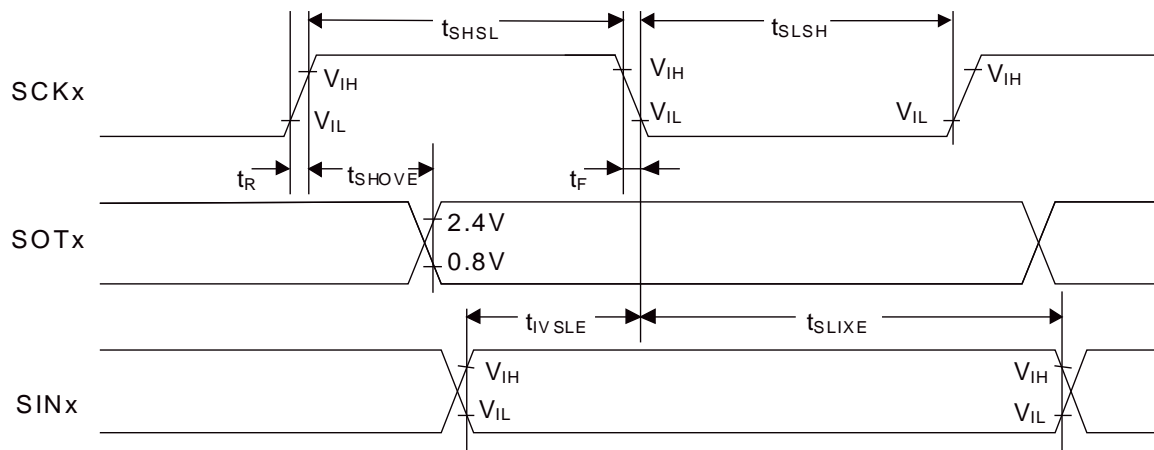 tSHSL tSLSH
SCKx VIH VIH VIH
VIL VIL VIL
tR tSHOVE tF
SOTx 2.4V
0.8V
tIVSLE tSLIXE
SINx VIH VIH
VIL VIL